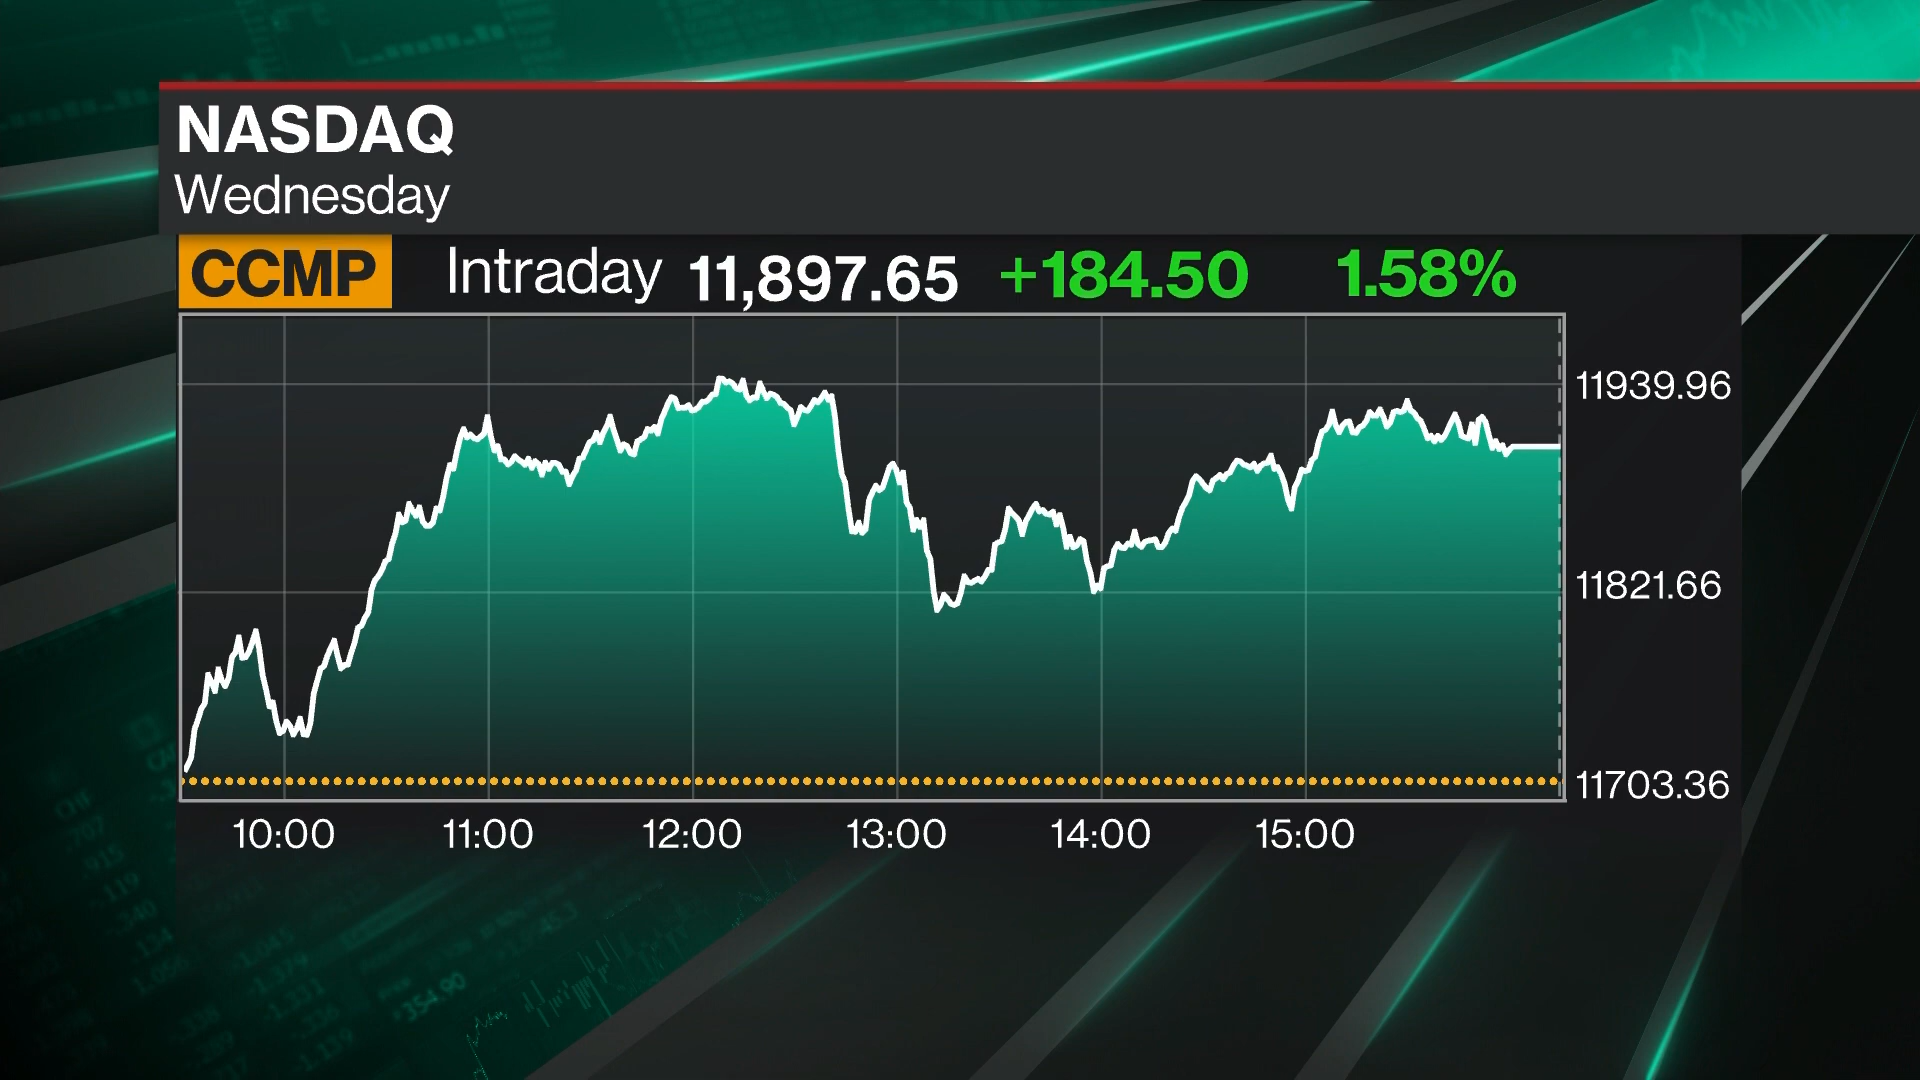 NASDAQ
Wednesday
CCMP Intraday 11,897.65 +184.50 1.58%
11939.96
11821.66
11703.36
10:00 11:00 12:00 13:00 14:00 15:00